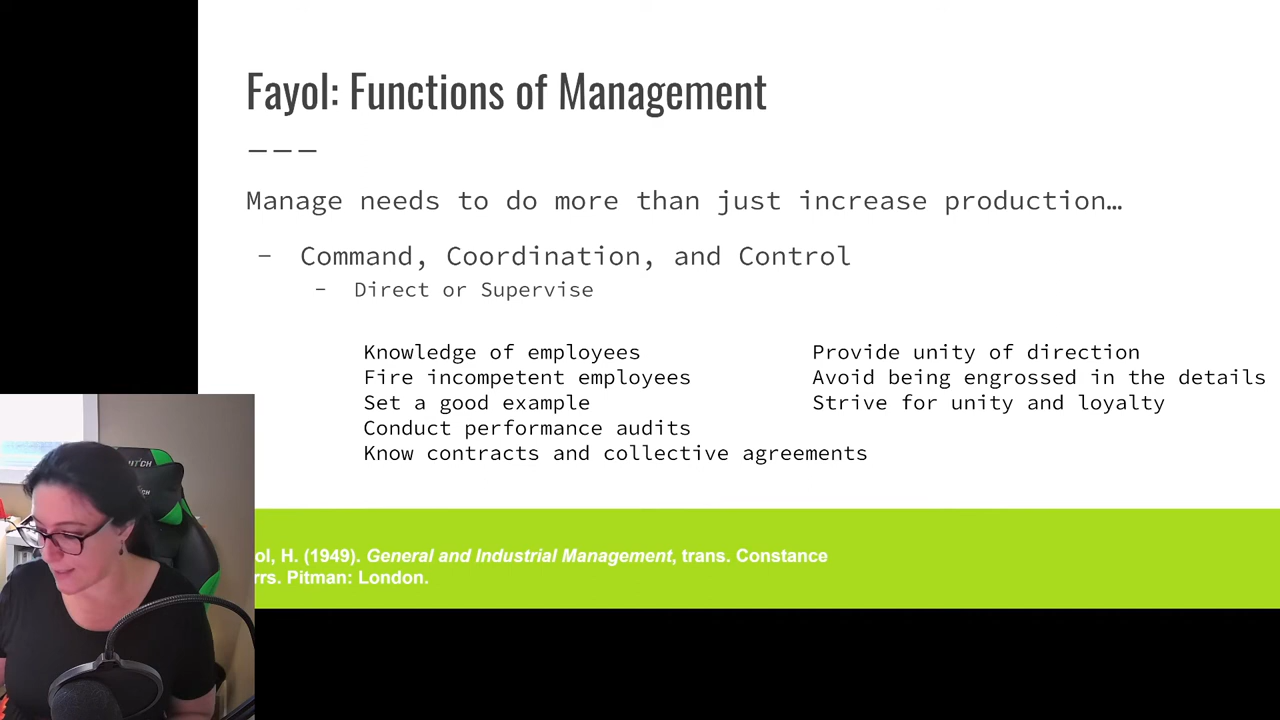 Fayol: Functions of Management
———
Manage needs to do more than just increase production…
- Command, Coordination, and Control
- Direct or Supervise
Knowledge of employees
Fire incompetent employees
Set a good example
Conduct performance audits
Know contracts and collective agreements
Provide unity of direction
Avoid being engrossed in the details
Strive for unity and loyalty
ol, H. (1949). General and Industrial Management, trans. Constance
rrs. Pitman: London.